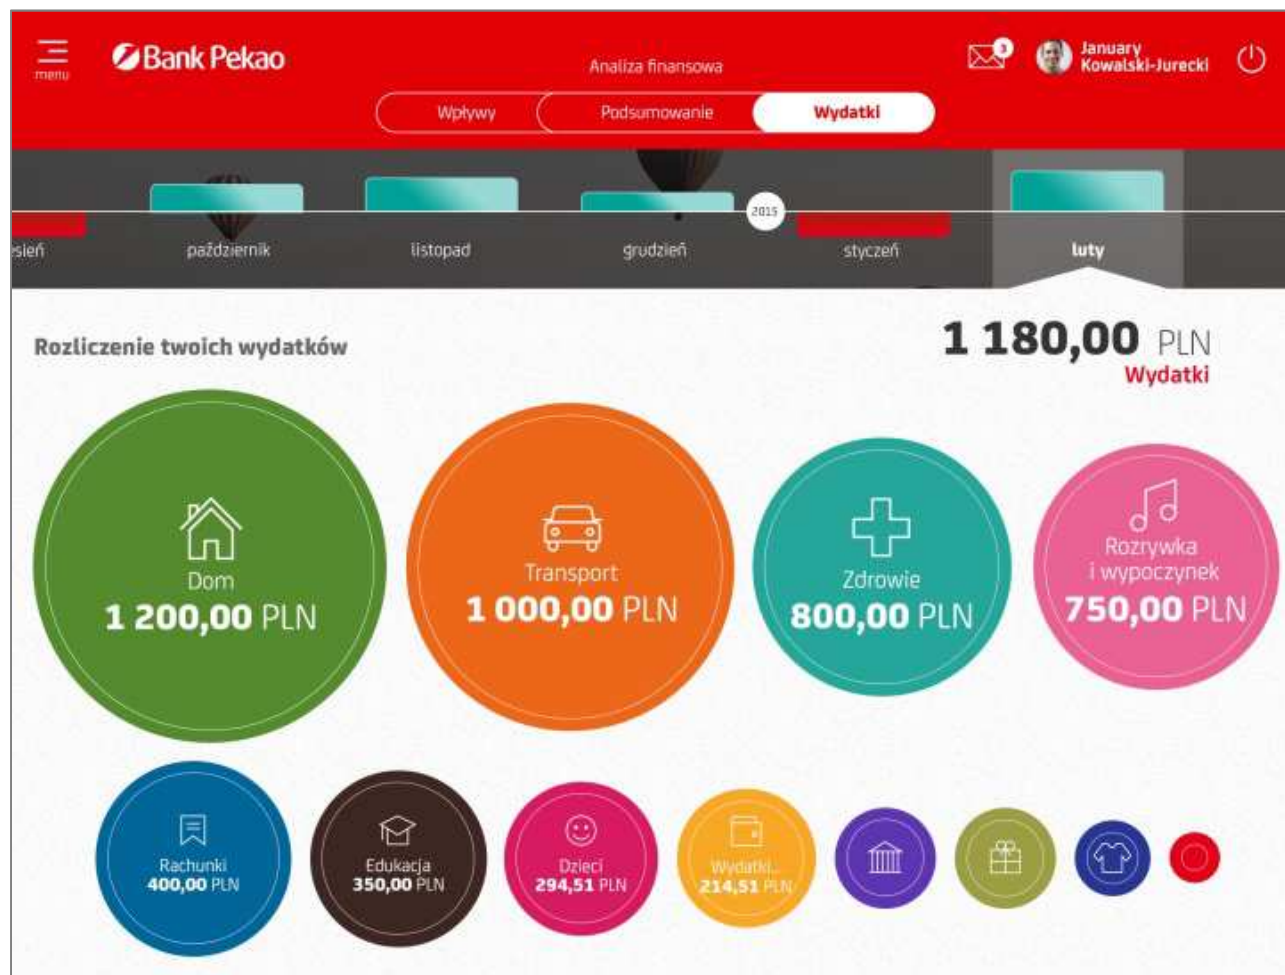 menu
Bank Pekao
Analiza finansowa
3
January
Kowalski-Jurecki
Wpływy
Podsumowanie
Wydatki
2015
esień
październik
listopad
grudzień
styczeń
luty
Rozliczenie twoich wydatków
1 180,00 PLN
Wydatki
Dom
1 200,00 PLN
Transport
1 000,00 PLN
Zdrowie
800,00 PLN
Rozrywka
i wypoczynek
750,00 PLN
Rachunki
400,00 PLN
Edukacja
350,00 PLN
Dzieci
294,51 PLN
Wydatki...
214,51 PLN